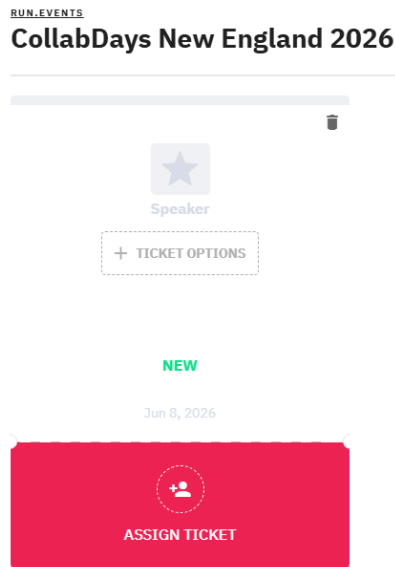 RUN.EVENTS
CollabDays New England 2026
Speaker
+ TICKET OPTIONS
NEW
Jun 8, 2026
ASSIGN TICKET